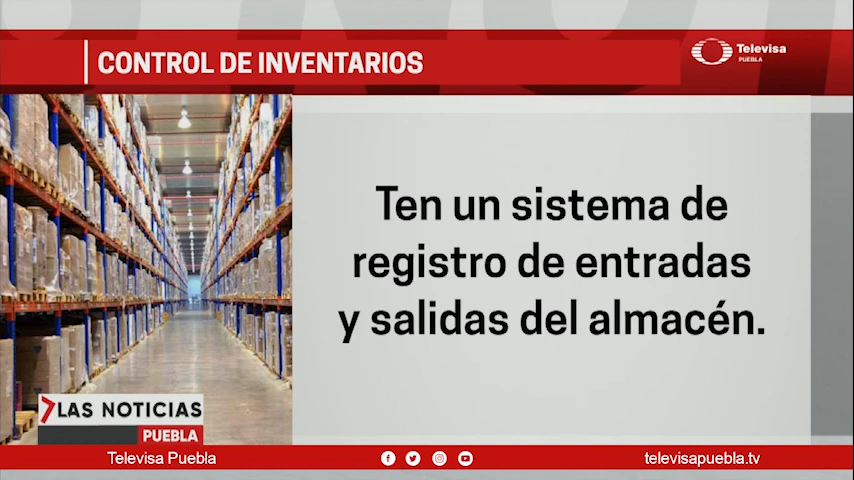 CONTROL DE INVENTARIOS
Televisa
PUEBLA
Ten un sistema de
registro de entradas
y salidas del almacén.
LAS NOTICIAS
PUEBLA
Televisa Puebla
televisapuebla.tv